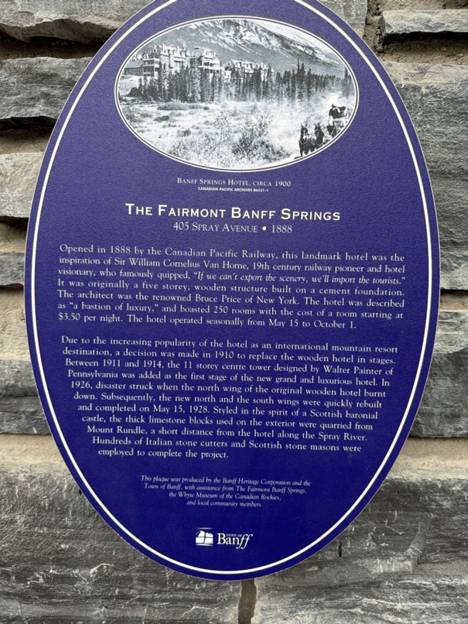 BANFF SPRINGS HOTEL, CIRCA 1900
THE FAIRMONT BANFF SPRINGS
405 SPRAY AVENUE • 1888
Opened in 1888 by the Canadian Pacific Railway, this landmark hotel was the
inspiration of Sir William Cornelius Van Horne, 19th century railway pioneer and hotel
visionary, who famously quipped, "If we can't export the scenery, we'll import the tourists."
It was originally a five storey, wooden structure built on a cement foundation.
The architect was the renowned Bruce Price of New York. The hotel was described
as "a bastion of luxury," and boasted 250 rooms with the cost of a room starting at
$3.50 per night. The hotel operated seasonally from May 15 to October 1.
Due to the increasing popularity of the hotel as an international mountain resort
destination, a decision was made in 1910 to replace the wooden hotel in stages.
Between 1911 and 1914, the 11 storey centre tower designed by Walter Painter of
Pennsylvania was added as the first stage of the new grand and luxurious hotel. In
1926, disaster struck when the north wing of the original wooden hotel burnt
down. Subsequently, the new north and the south wings were quickly rebuilt
and completed on May 15, 1928. Styled in the spirit of a Scottish baronial
castle, the thick limestone blocks used on the exterior were quarried from
Mount Rundle, a short distance from the hotel along the Spray River.
Hundreds of Italian stone cutters and Scottish stone masons were
employed to complete the project.
This plaque was produced by the Banff Heritage Corporation and the
Town of Banff, with assistance from The Fairmont Banff Springs,
the Whyte Museum of the Canadian Rockies,
and local community members.
TOWN OF
Banff